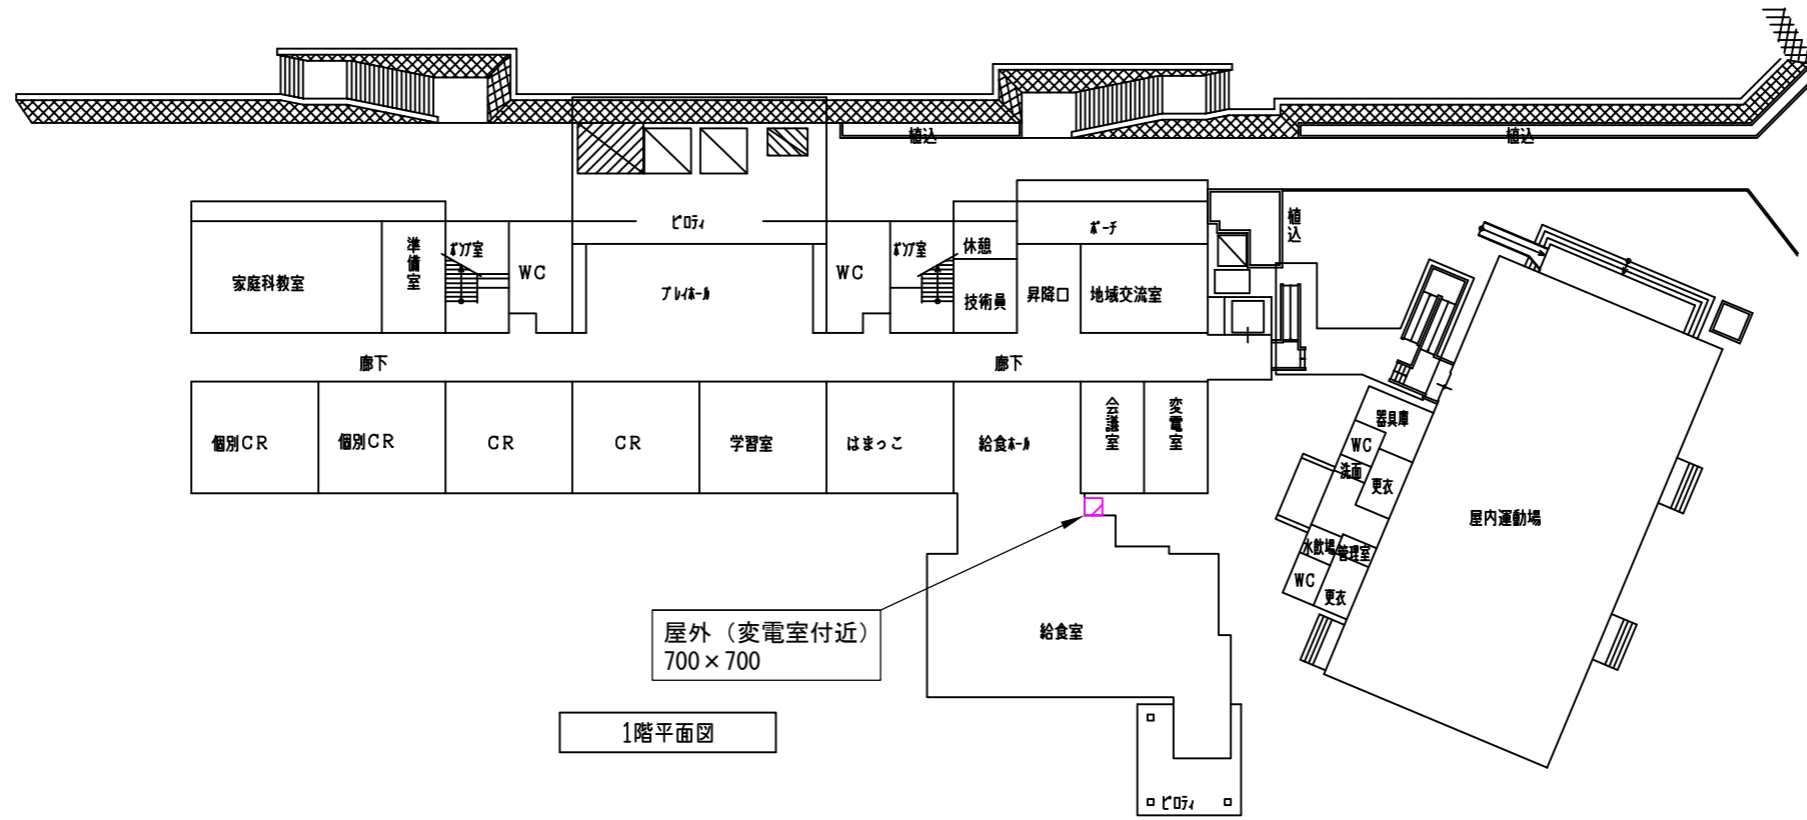 植込
植込
ピロティ
ポーチ
植込
家庭科教室
準備室
ポンプ室
WC
プレイホール
WC
ポンプ室
休憩
技術員
昇降口
地域交流室
廊下
廊下
個別CR
個別CR
CR
CR
学習室
はまっこ
給食ホール
会議室
変電室
器具庫
WC
洗面
更衣
屋内運動場
水飲場
管理室
WC
更衣
屋外（変電室付近）
700×700
給食室
1階平面図
ピロティ